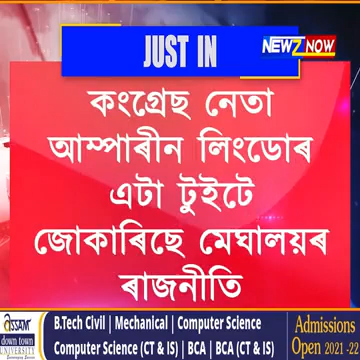 JUST IN
NEWZ NOW
কংগ্ৰেছ নেতা
আম্পাৰীন লিংডোৰ
এটা টুইটে
জোকাৰিছে মেঘালয়ৰ
ৰাজনীতি
assam
down town
UNIVERSITY
B.Tech Civil | Mechanical | Computer Science
Computer Science (CT & IS) | BCA | BCA (CT & IS)
Admissions
Open 2021-22